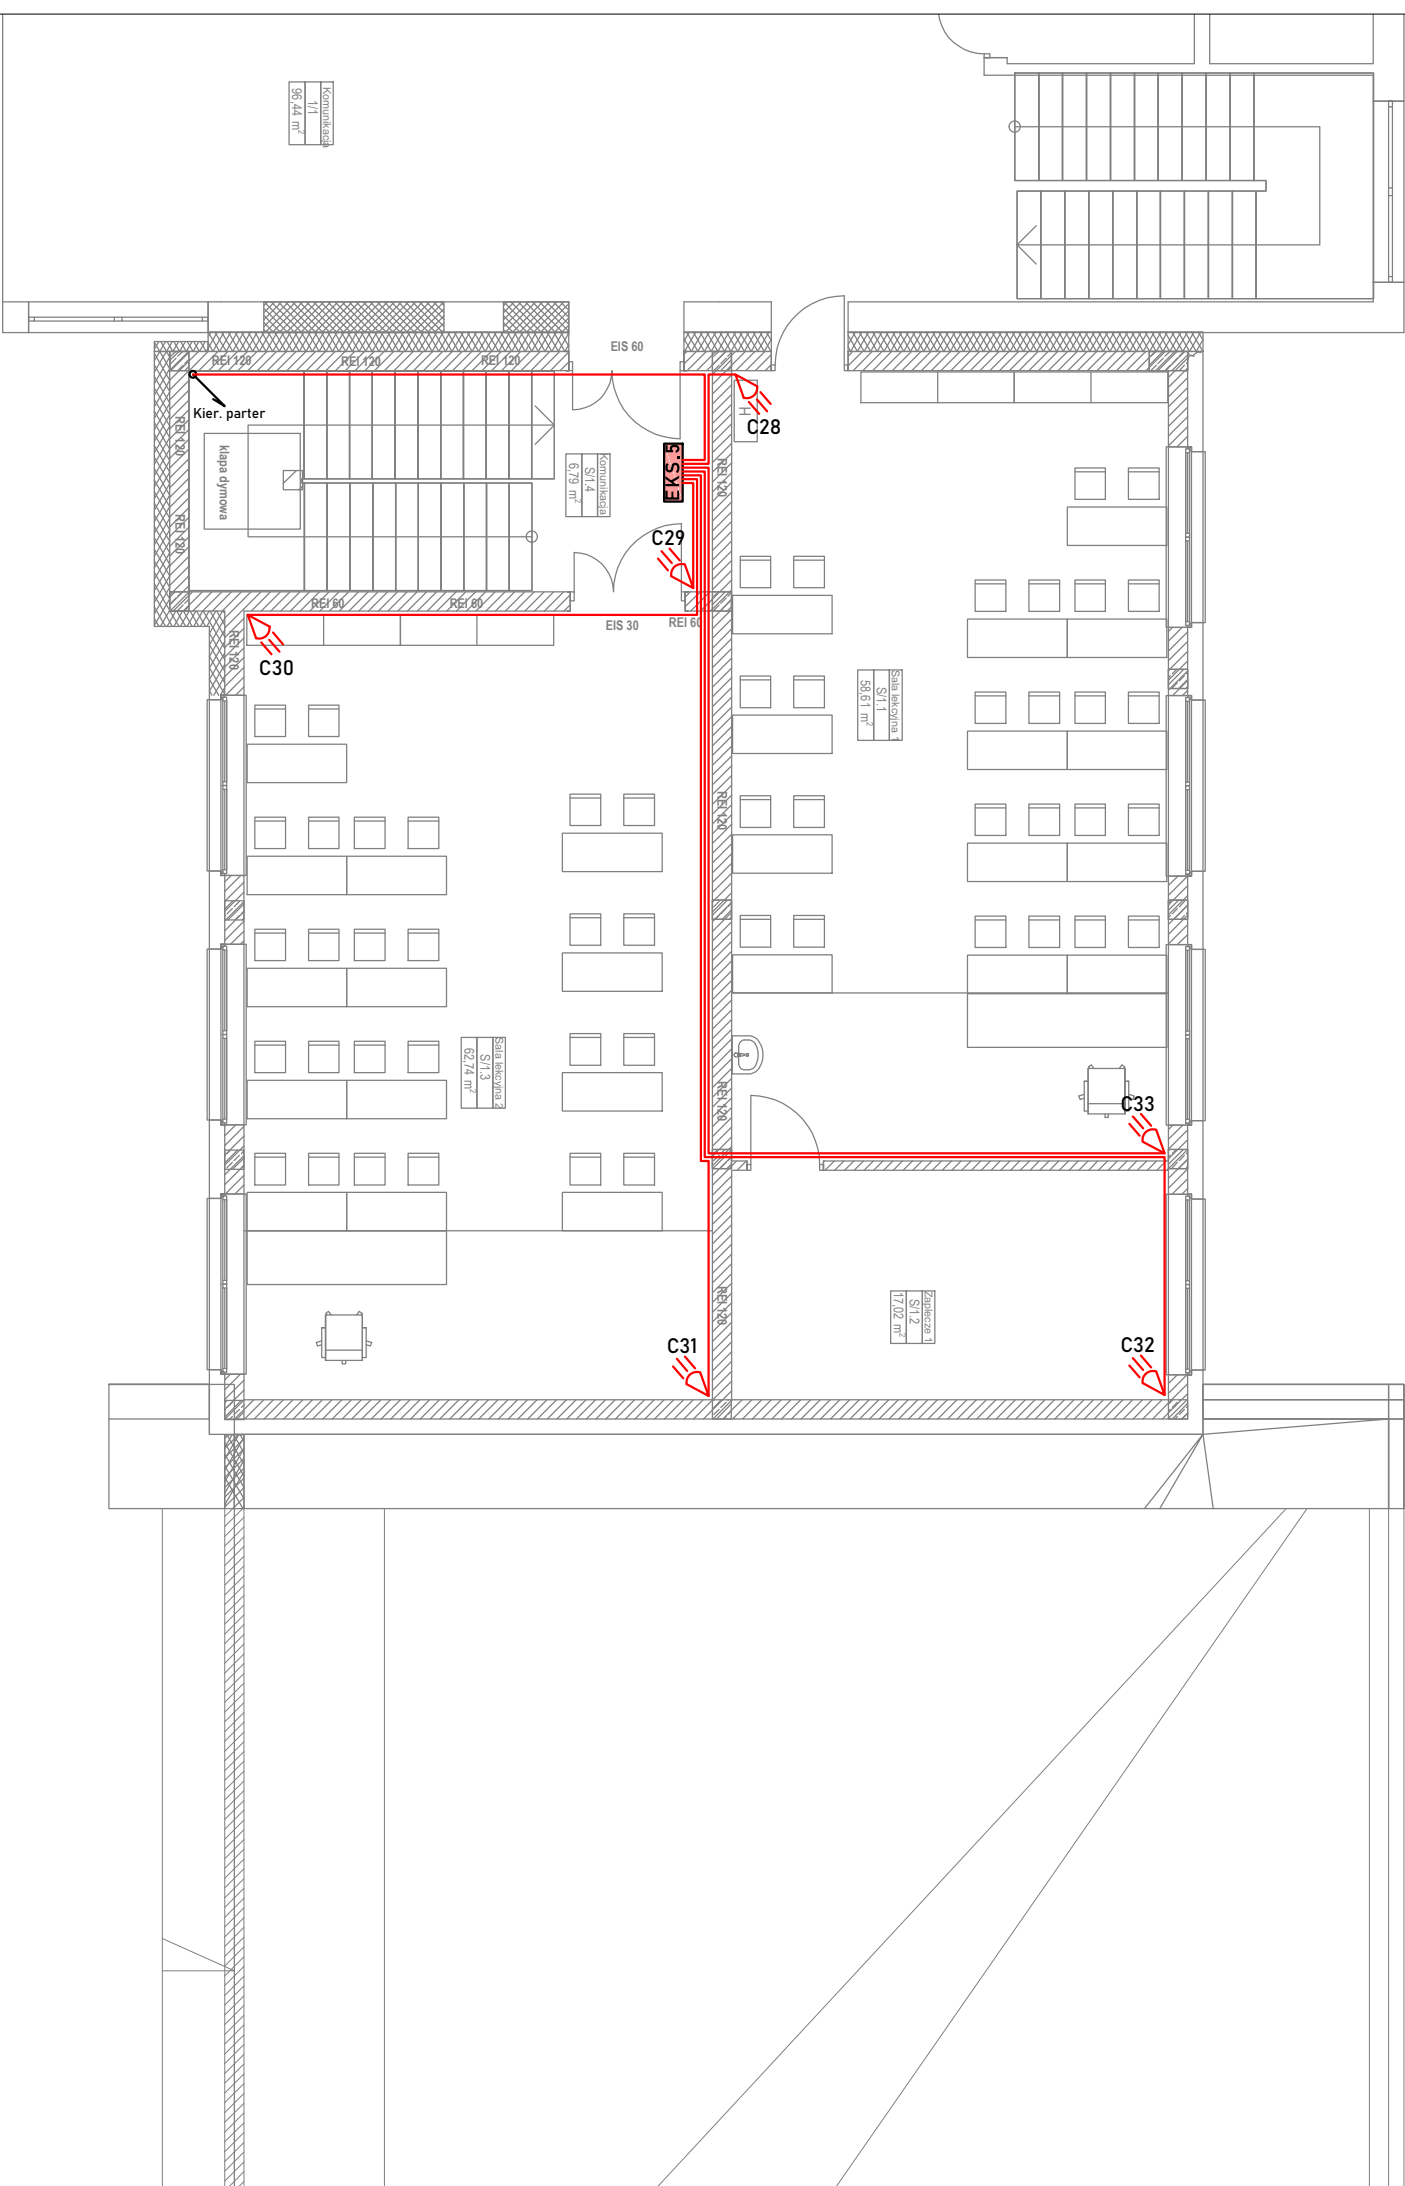 Komunikacja
1/1
96,44 m²
EIS 60
REI 120
REI 120
REI 120
Kier. parter
REI 120
REI 120
klapa dymowa
Komunikacja
S/1.4
6,79 m²
EKS.5
H
C28
REI 120
C29
REI 60
REI 60
EIS 30
REI 60
REI 120
C30
Sala lekcyjna 1
S/1.1
58,61 m²
REI 120
Sala lekcyjna 2
S/1.3
62,74 m²
REI 120
C33
REI 120
Zaplecze 1
S/1.2
17,02 m²
C31
C32